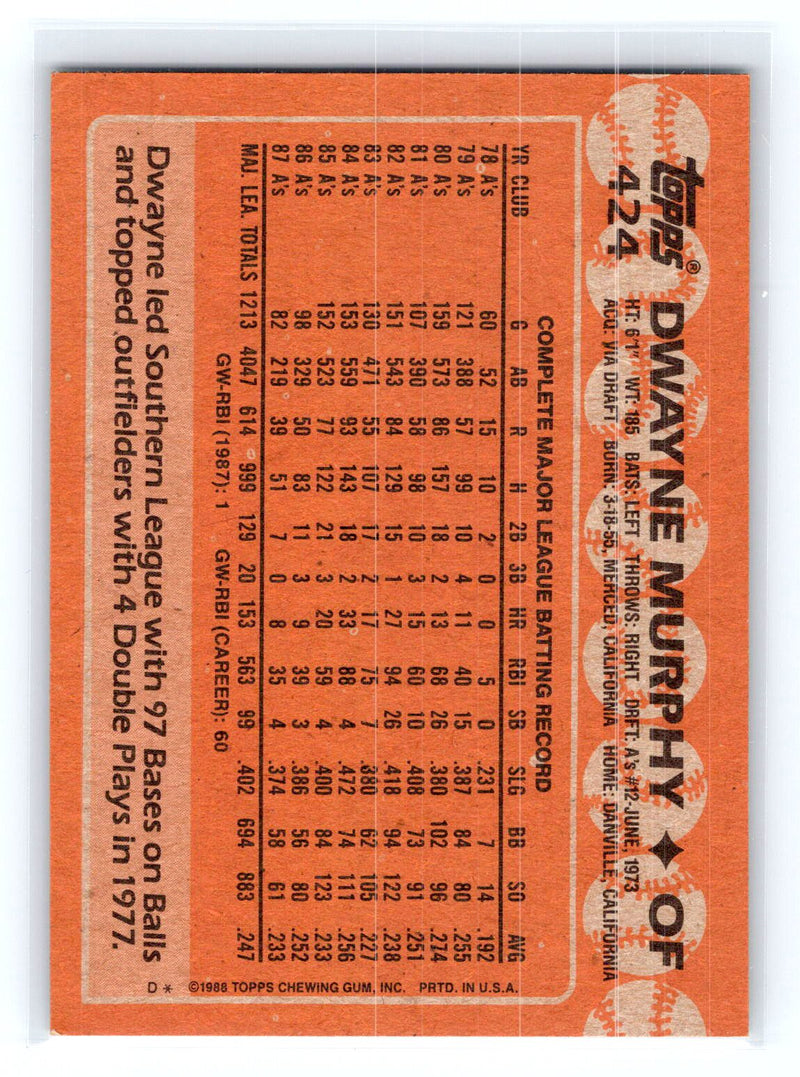 topps®
424 DWAYNE MURPHY ✦ OF
HT: 6'1" WT: 185 BATS: LEFT THROWS: RIGHT DRFT: A's #12-JUNE, 1973
ACQ: VIA DRAFT BORN: 3-18-55, MERCED, CALIFORNIA HOME: DANVILLE, CALIFORNIA
COMPLETE MAJOR LEAGUE BATTING RECORD
YR CLUB G AB R H 2B 3B HR RBI SB SLG BB SO AVG
78 A's 60 52 15 10 2 0 0 5 0 .231 7 14 .192
79 A's 121 388 57 99 10 4 11 40 15 .387 84 80 .255
80 A's 159 573 86 157 18 2 13 68 26 .380 102 96 .274
81 A's 107 390 58 98 10 3 15 60 10 .408 73 91 .251
82 A's 151 543 84 129 15 1 27 94 26 .418 94 122 .238
83 A's 130 471 55 107 17 2 17 75 7 .380 62 105 .227
84 A's 153 559 93 143 18 2 33 88 4 .472 74 111 .256
85 A's 152 523 77 122 21 3 20 59 4 .400 84 123 .233
86 A's 98 329 50 83 11 3 9 39 3 .386 56 80 .252
87 A's 82 219 39 51 7 0 8 35 4 .374 58 61 .233
MAJ. LEA. TOTALS 1213 4047 614 999 129 20 153 563 99 .402 694 883 .247
GW-RBI (1987): 1 GW-RBI (CAREER): 60
©1988 TOPPS CHEWING GUM, INC. PRTD. IN U.S.A.
Dwayne led Southern League with 97 Bases on Balls
and topped outfielders with 4 Double Plays in 1977.
D*